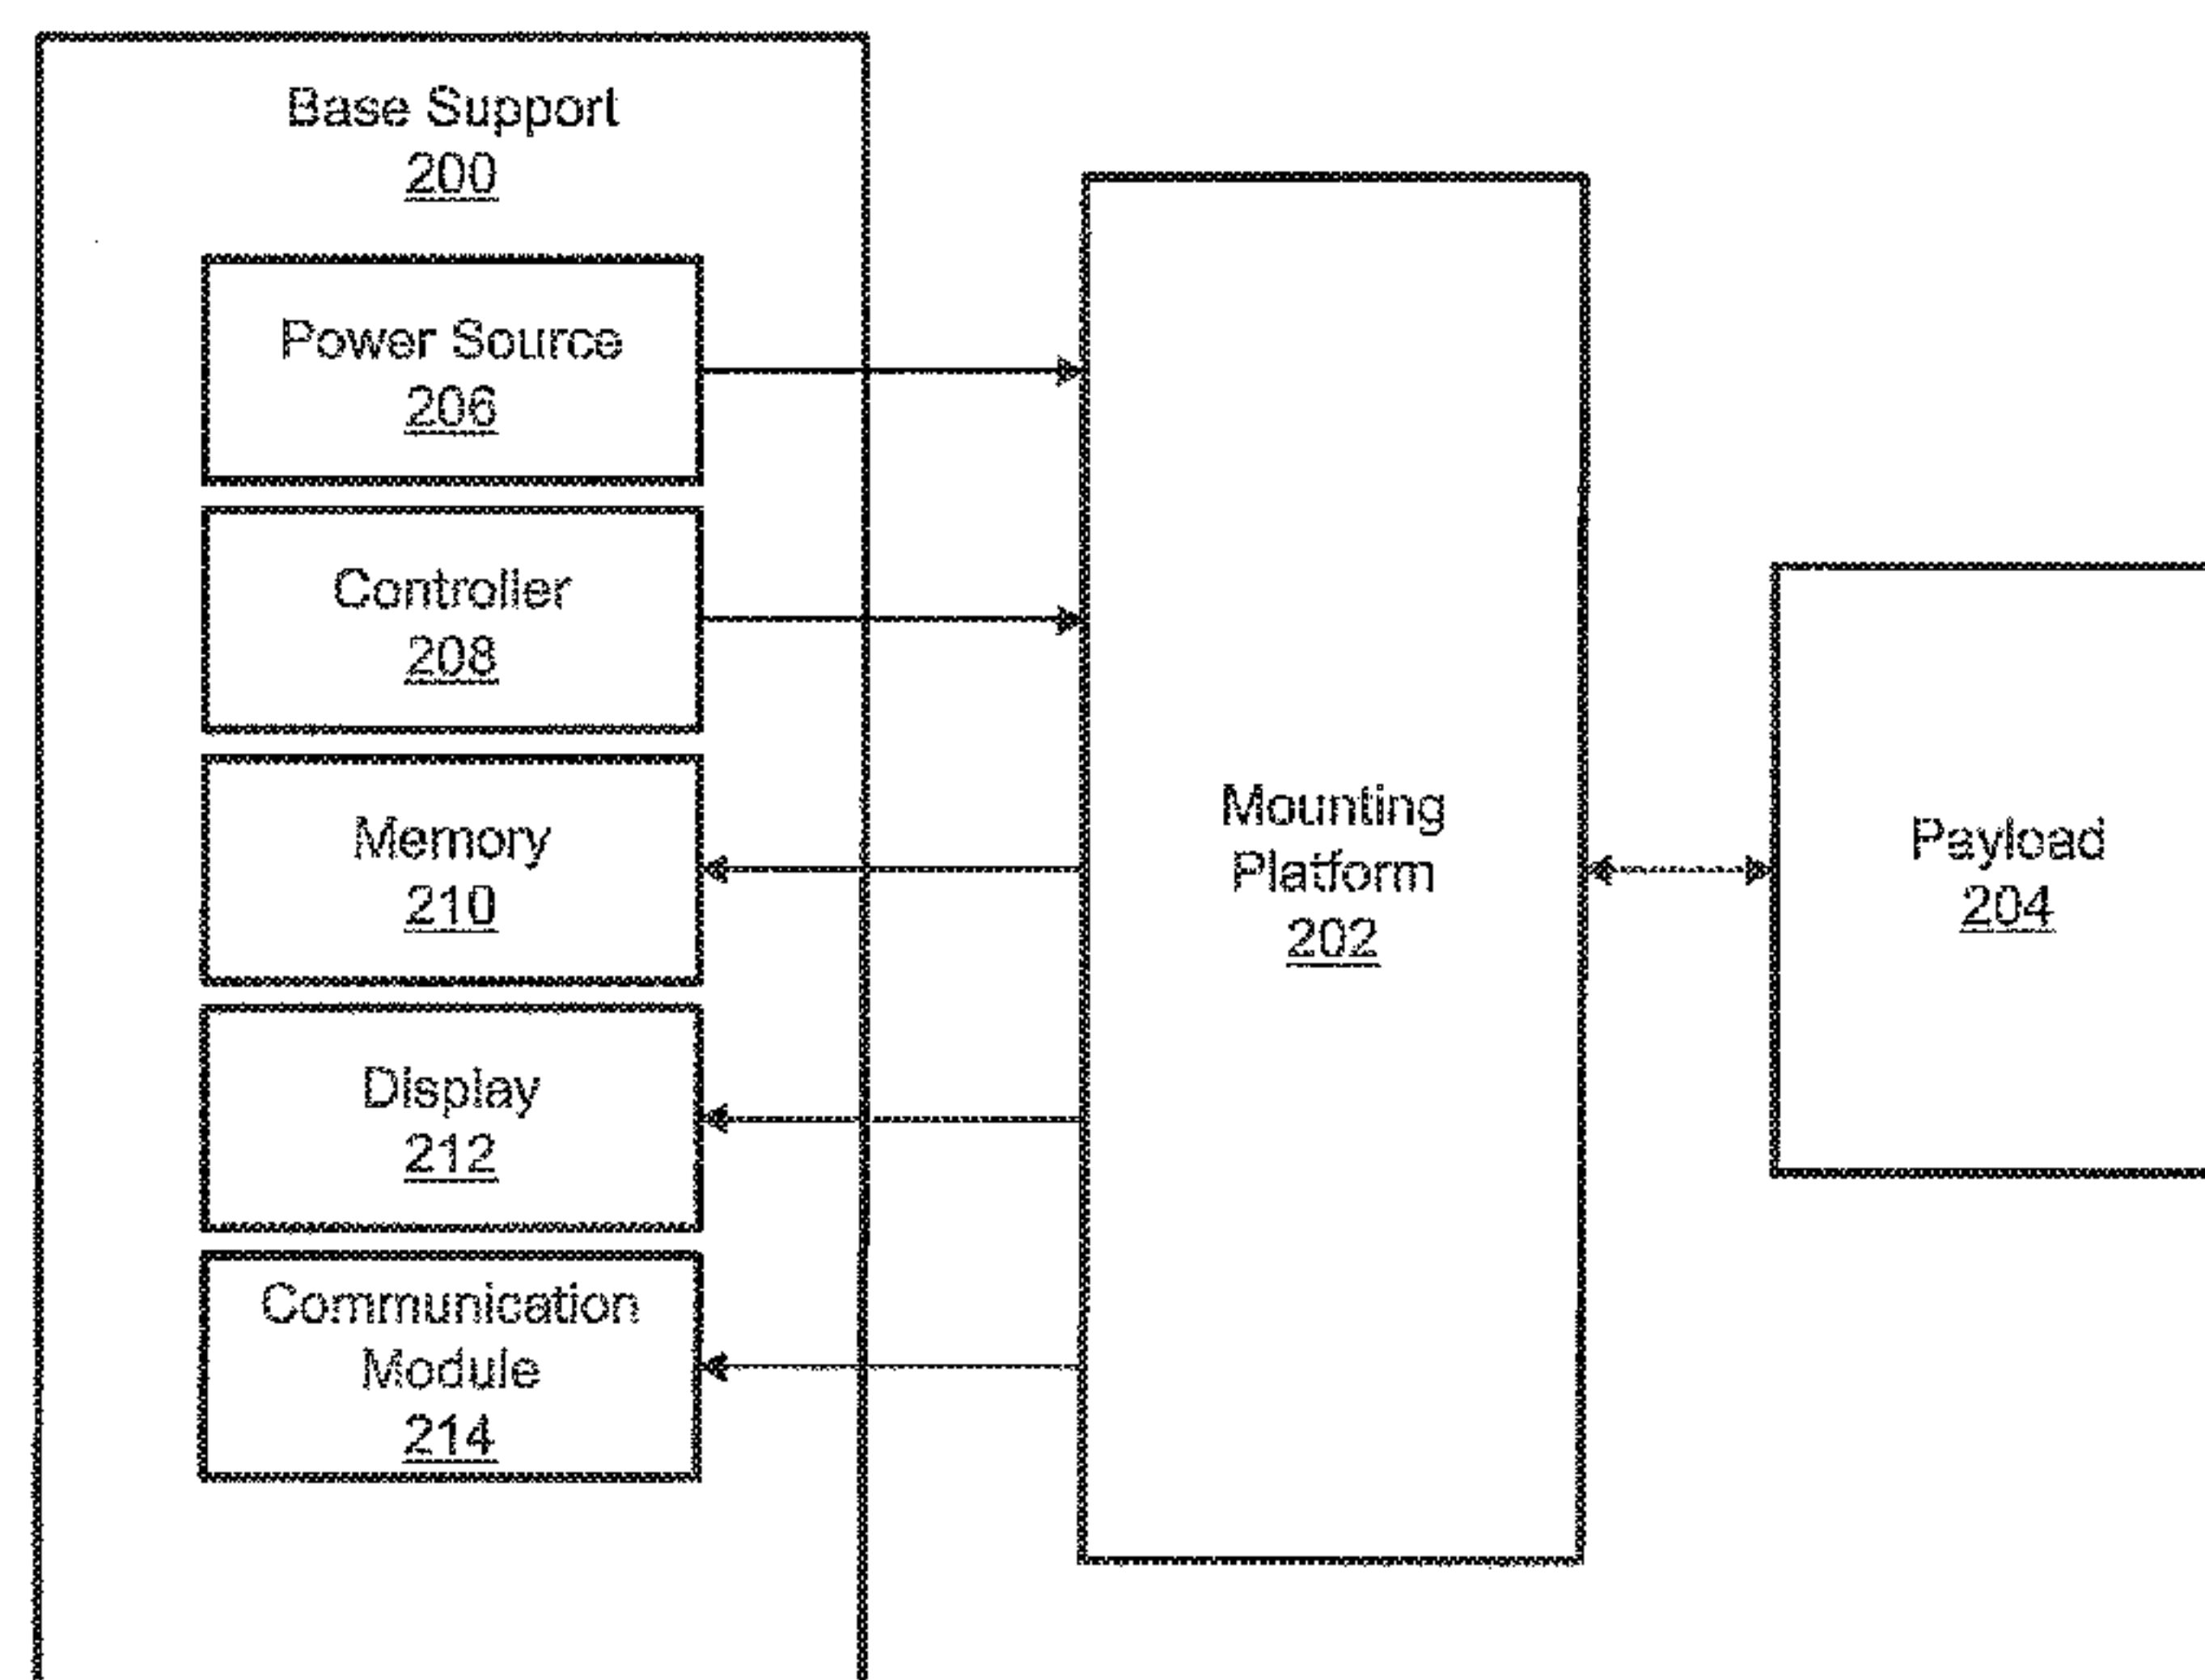 Base Support
200
Power Source
206
Controller
208
Memory
210
Display
212
Communication
Module
214
Mounting
Platform
202
Payload
204